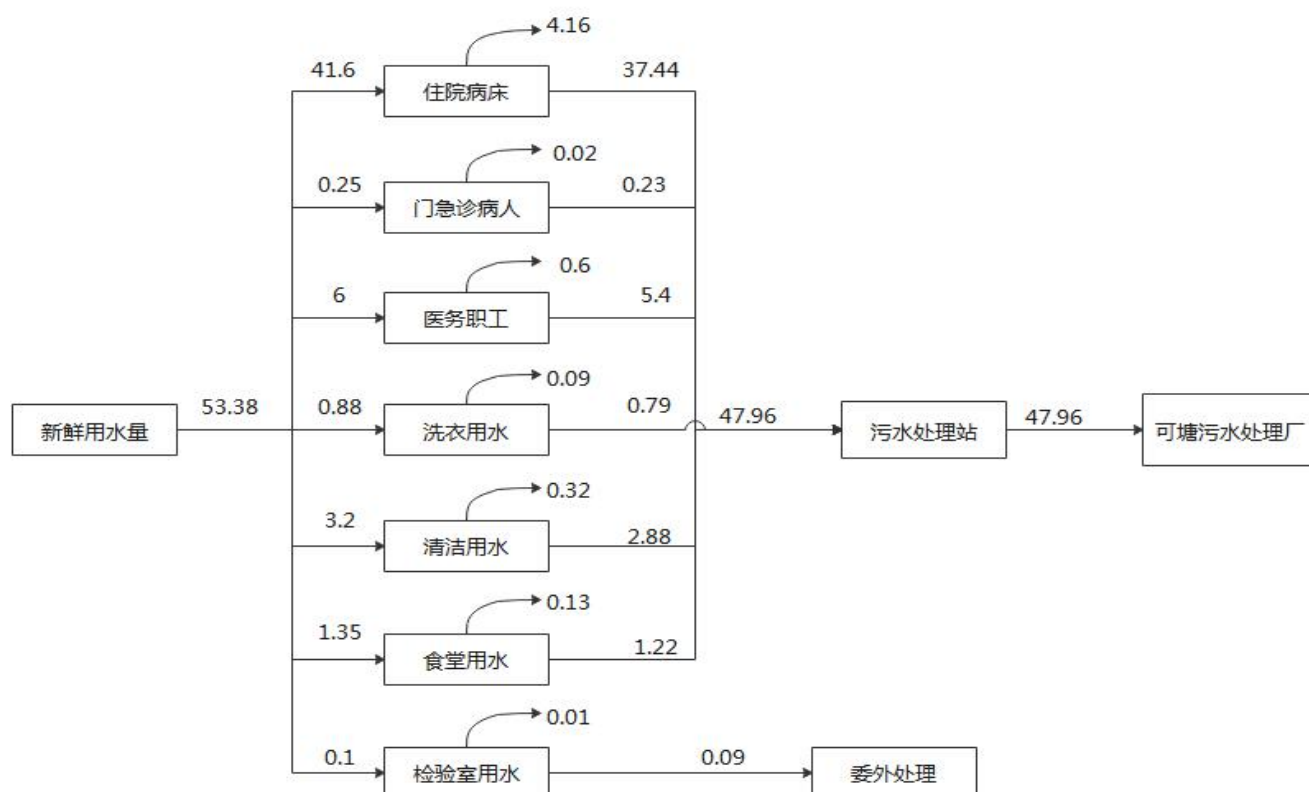 4.16
41.6
37.44
住院病床
0.02
0.25
0.23
门急诊病人
0.6
6
5.4
医务职工
0.09
53.38
0.88
0.79
47.96
47.96
新鲜用水量
洗衣用水
污水处理站
可塘污水处理厂
0.32
3.2
2.88
清洁用水
0.13
1.35
1.22
食堂用水
0.01
0.1
0.09
检验室用水
委外处理